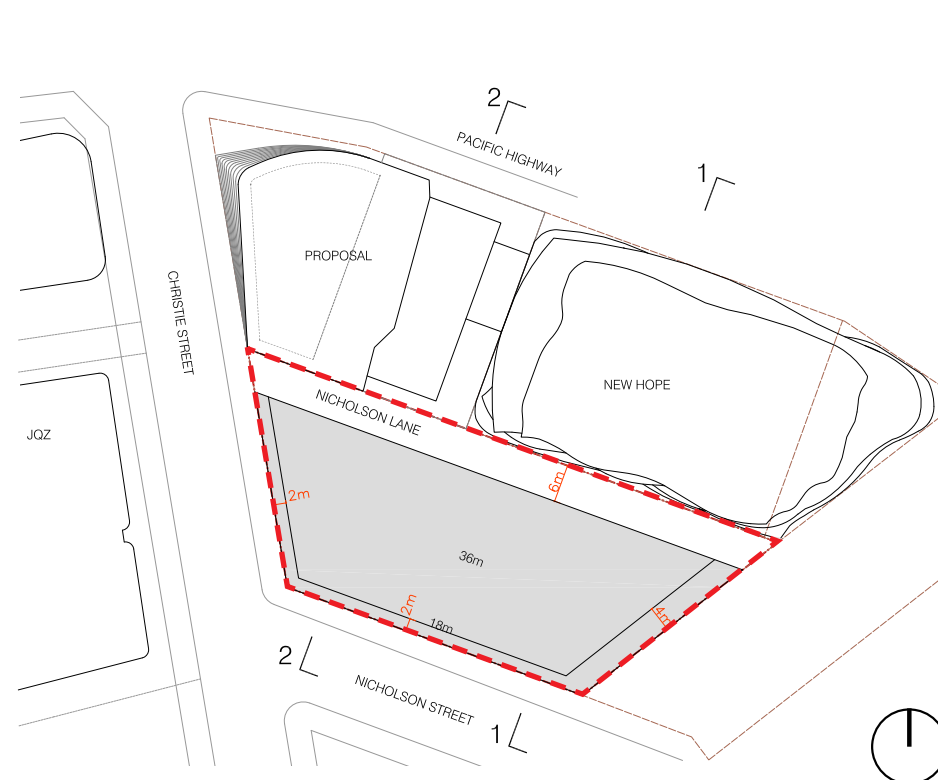 2
PACIFIC HIGHWAY
1
PROPOSAL
CHRISTIE STREET
NEW HOPE
NICHOLSON LANE
JQZ
6m
2m
36m
2m
18m
4m
2
NICHOLSON STREET
1